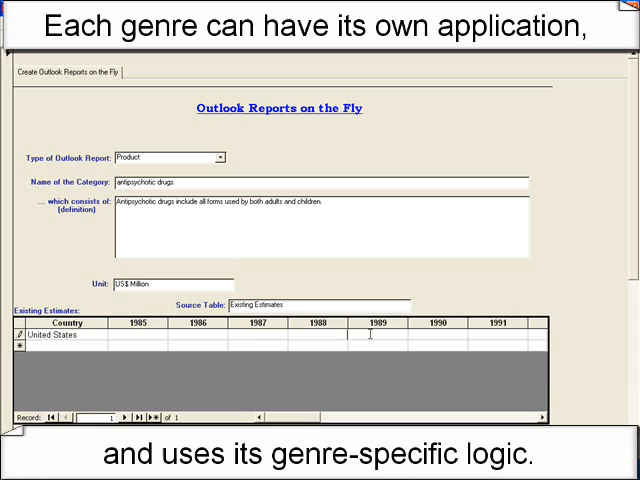 Each genre can have its own application,
Create Outlook Reports on the Fly
Outlook Reports on the Fly
Type of Outlook Report: Product
Name of the Category: antipsychotic drugs
... which consists of: Antipsychotic drugs include all forms used by both adults and children.
(definition)
Unit: US$ Million
Source Table: Existing Estimates
Existing Estimates:
Country 1985 1986 1987 1988 1989 1990 1991
United States
Record: 1 of 1
and uses its genre-specific logic.